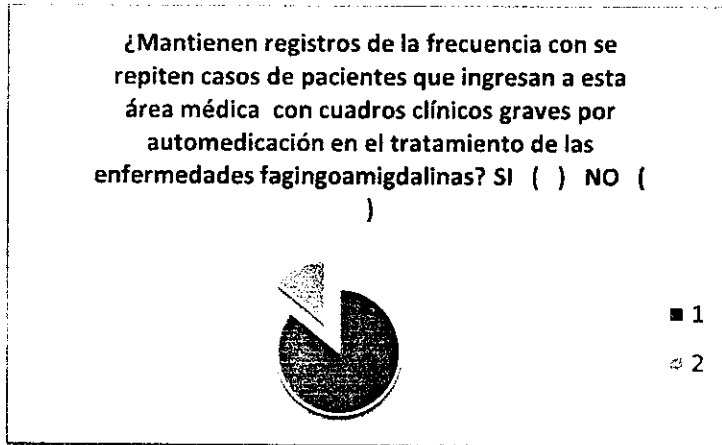 ¿Mantienen registros de la frecuencia con se
repiten casos de pacientes que ingresan a esta
área médica con cuadros clínicos graves por
automedicación en el tratamiento de las
enfermedades fagingoamigdalinas? SI ( ) NO (
)
1
2